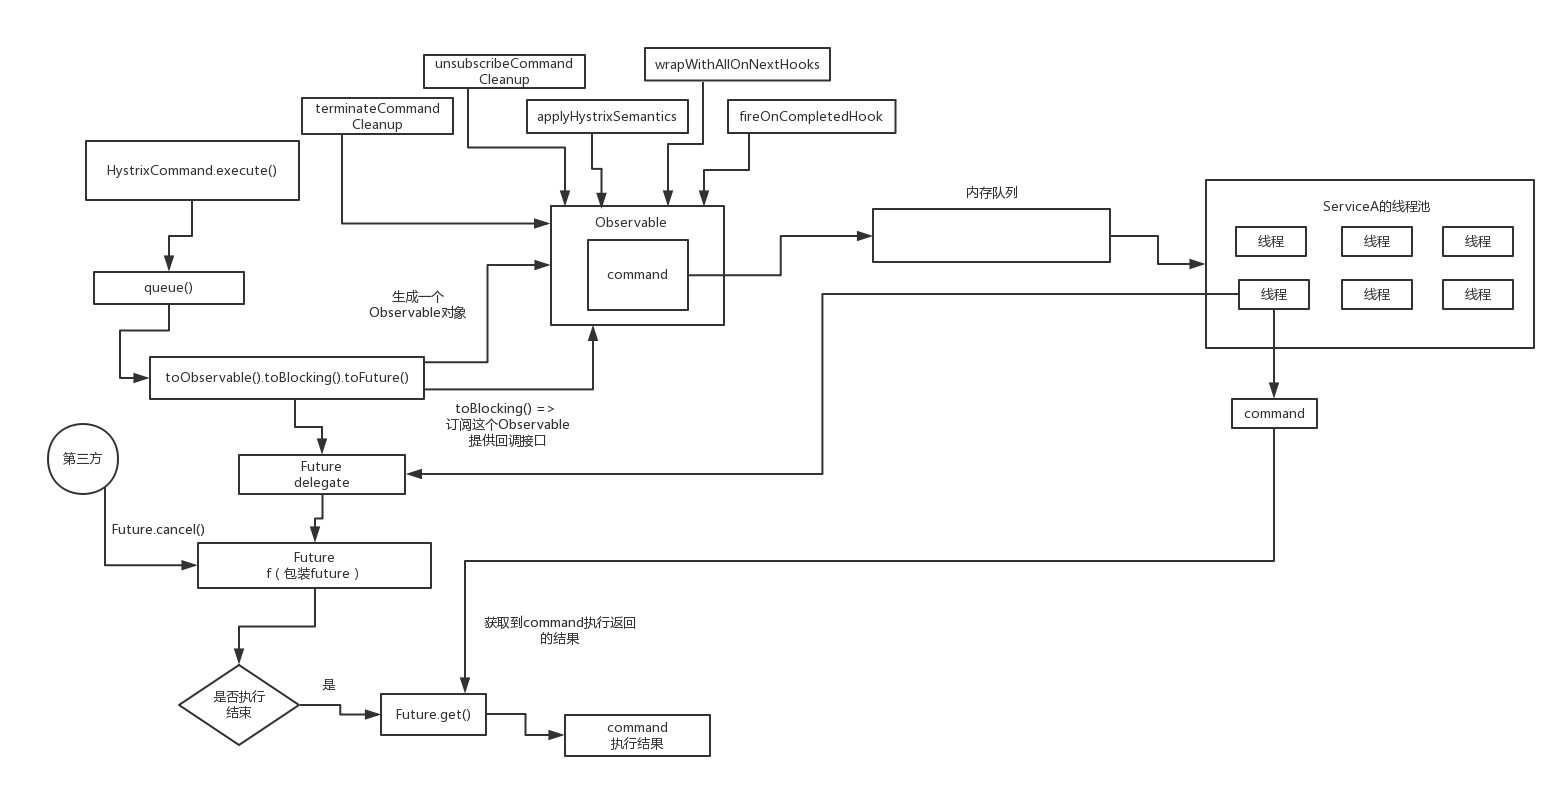 unsubscribeCommand
Cleanup
wrapWithAllOnNextHooks
terminateCommand
Cleanup
applyHystrixSemantics
fireOnCompletedHook
HystrixCommand.execute()
内存队列
ServiceA的线程池
Observable
线程
线程
线程
command
queue()
线程
线程
线程
生成一个
Observable对象
toObservable().toBlocking().toFuture()
toBlocking() =>
订阅这个Observable
提供回调接口
command
第三方
Future
delegate
Future.cancel()
Future
f ( 包装future )
获取到command执行返回
的结果
是否执行
结束
是
Future.get()
command
执行结果